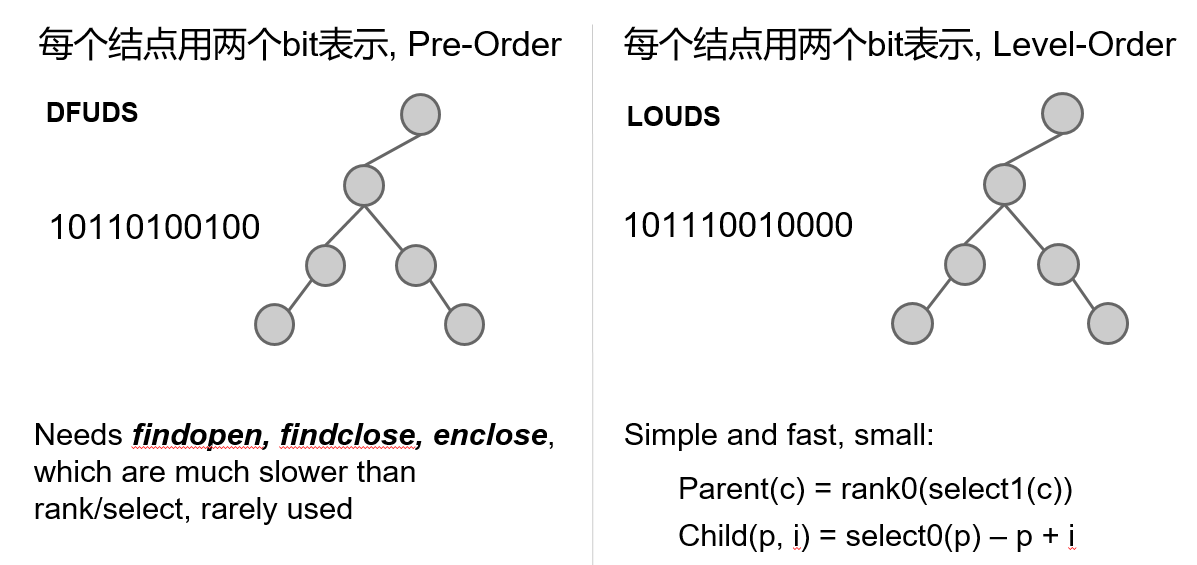 每个结点用两个bit表示, Pre-Order
DFUDS
10110100100
Needs findopen, findclose, enclose,
which are much slower than
rank/select, rarely used
每个结点用两个bit表示, Level-Order
LOUDS
101110010000
Simple and fast, small:
Parent(c) = rank0(select1(c))
Child(p, i) = select0(p) – p + i